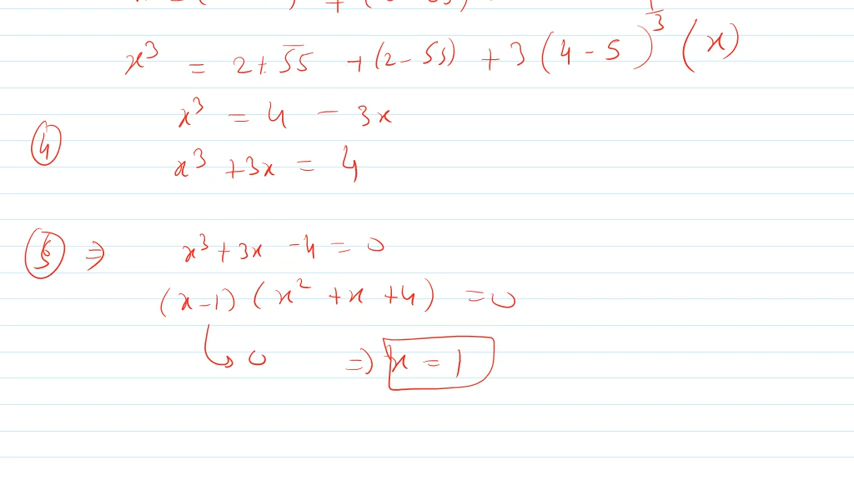 x³ = 2+√5 + (2-√5) + 3 (4-5)^{1/3} (x)
x³ = 4 - 3x
④ x³ + 3x = 4
⑤ ⇒ x³ + 3x - 4 = 0
(x-1) (x² + x + 4) = 0
↳ 0 ⇒ x = 1